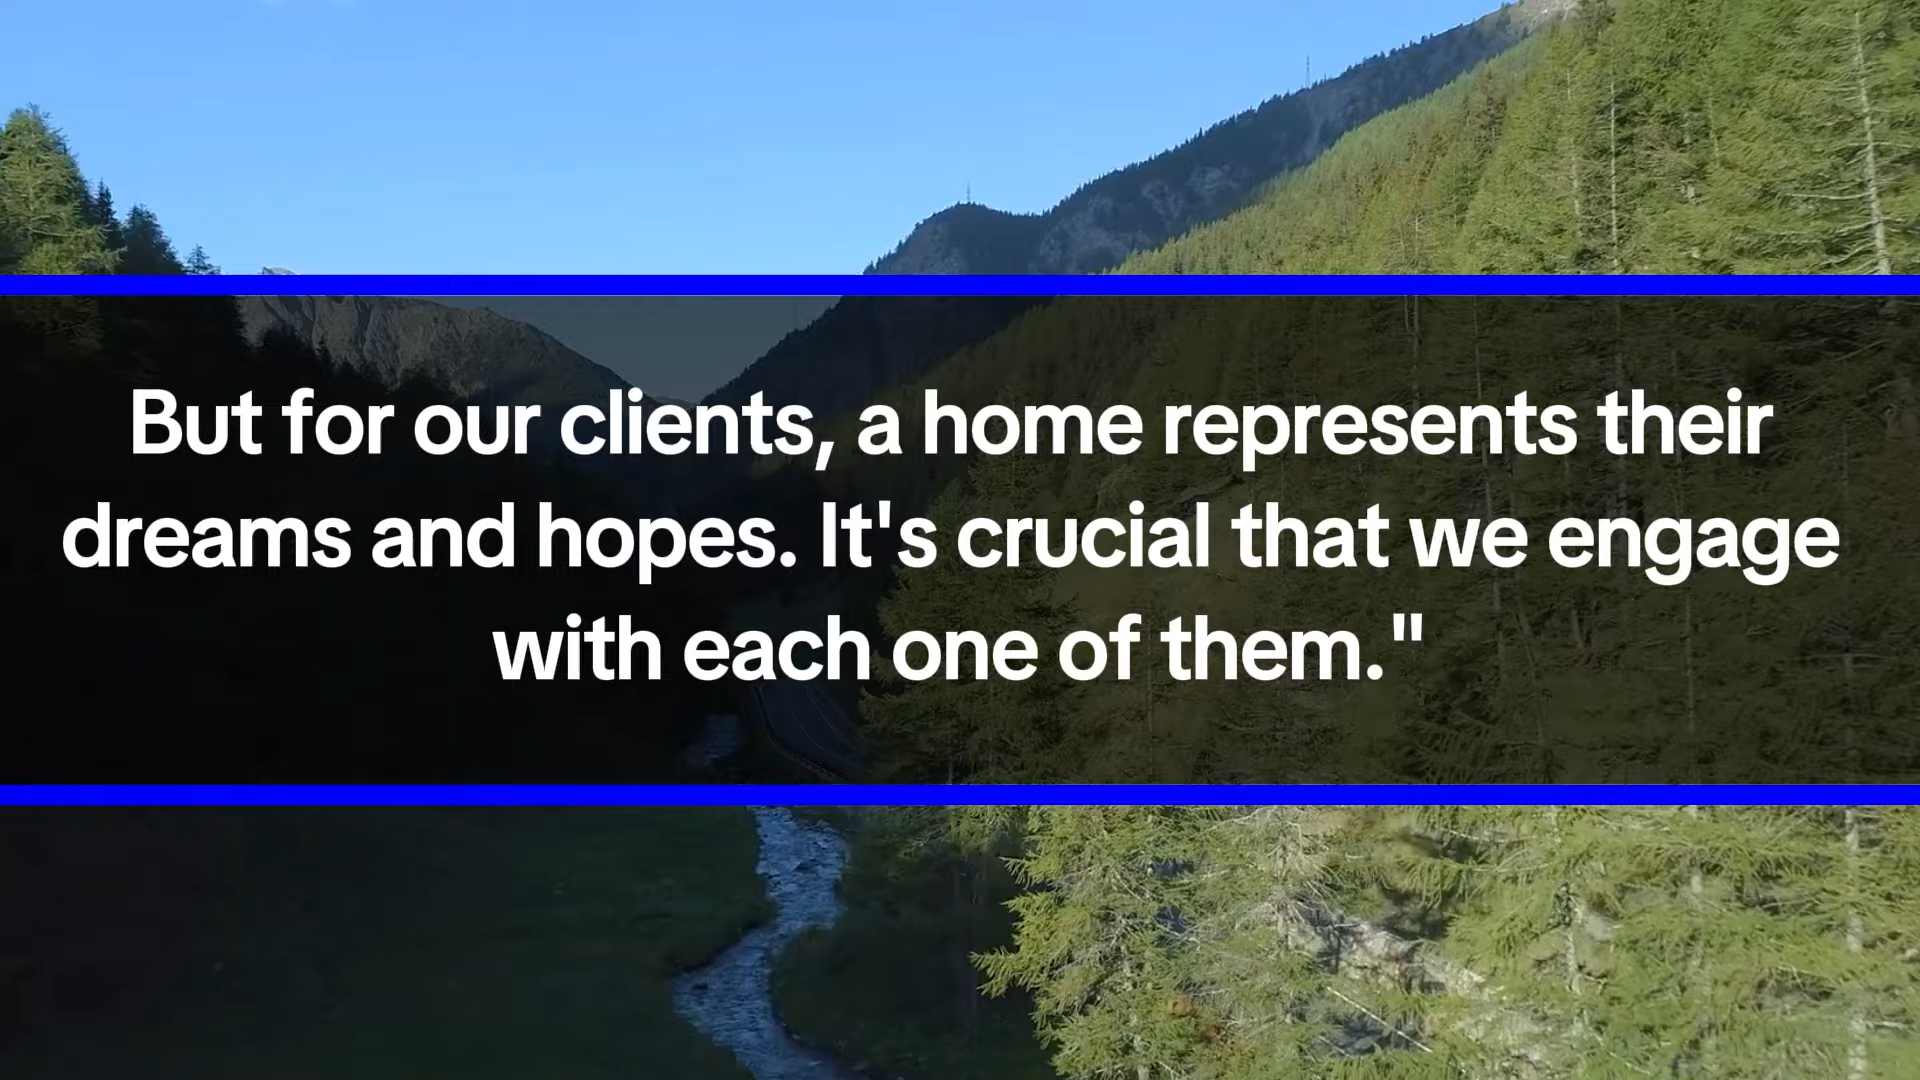 But for our clients, a home represents their
dreams and hopes. It's crucial that we engage
with each one of them."